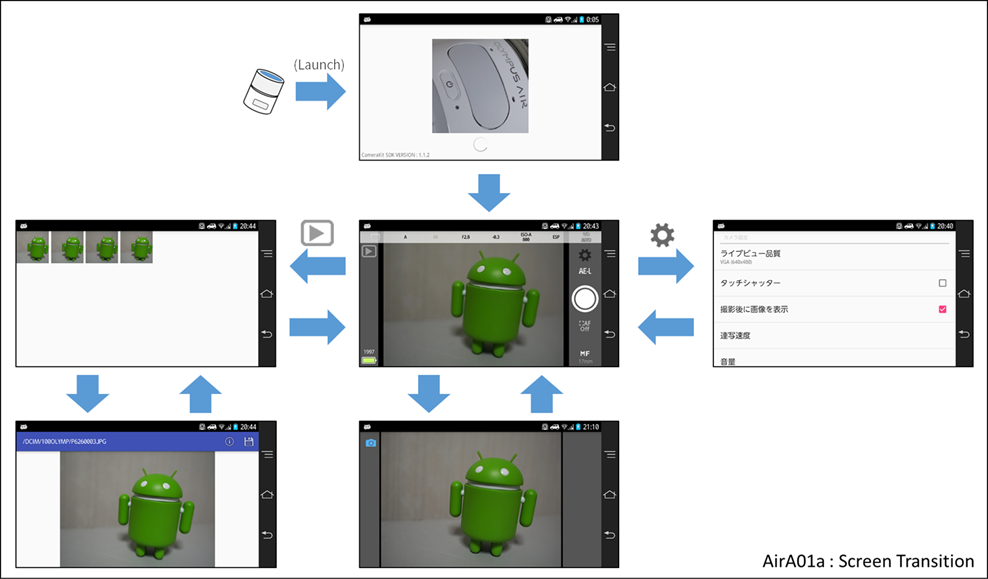 (Launch)
0:05
OLYMPUS AIR
CameraKit SDK VERSION : 1.1.2
20:44
20:43
A
F2.8
-0.3
ISO-A
ESP
AE-L
AF
Off
MF
17mm
1997
20:40
ライブビュー品質
VGA (640x480)
タッチシャッター
撮影後に画像を表示
連写速度
音量
20:44
/DCIM/100OLYMP/P6260003.JPG
21:10
AirA01a : Screen Transition